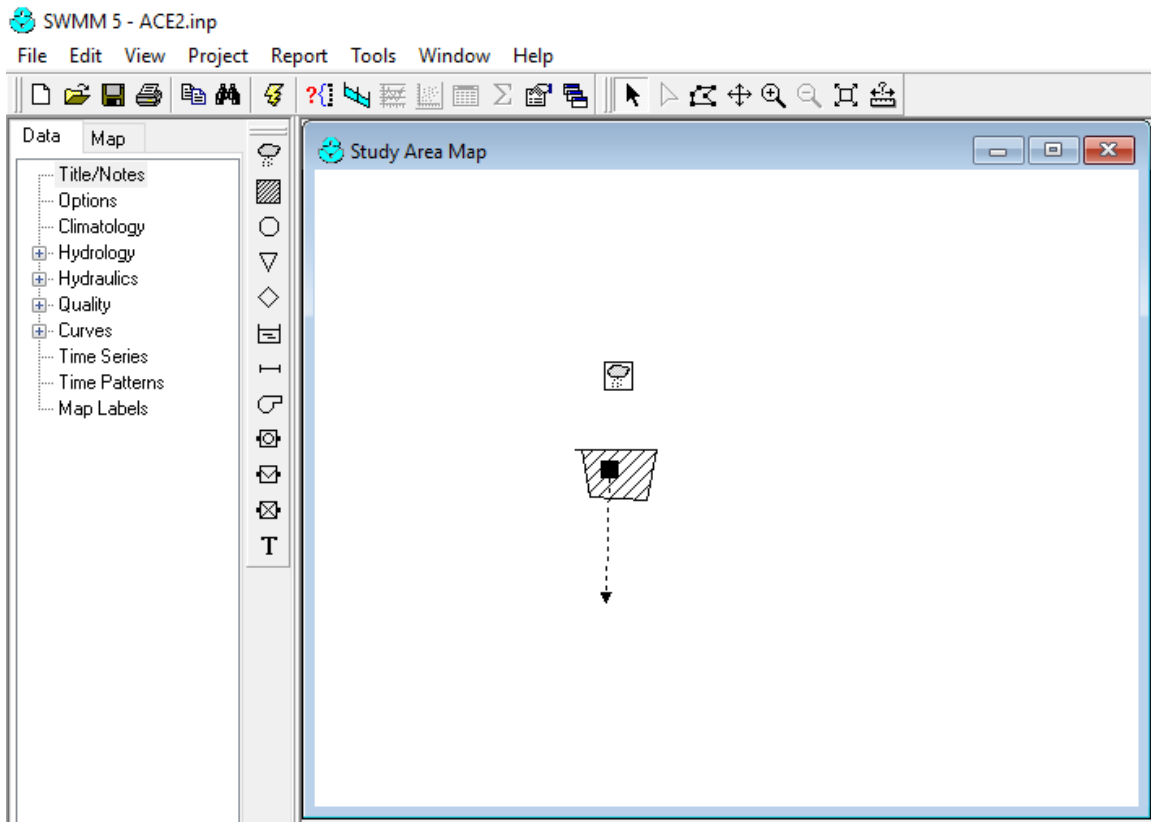 SWMM 5 - ACE2.inp
File Edit View Project Report Tools Window Help
?{}
Σ
Data Map
Study Area Map
Title/Notes
Options
Climatology
Hydrology
Hydraulics
Quality
Curves
Time Series
Time Patterns
Map Labels
T